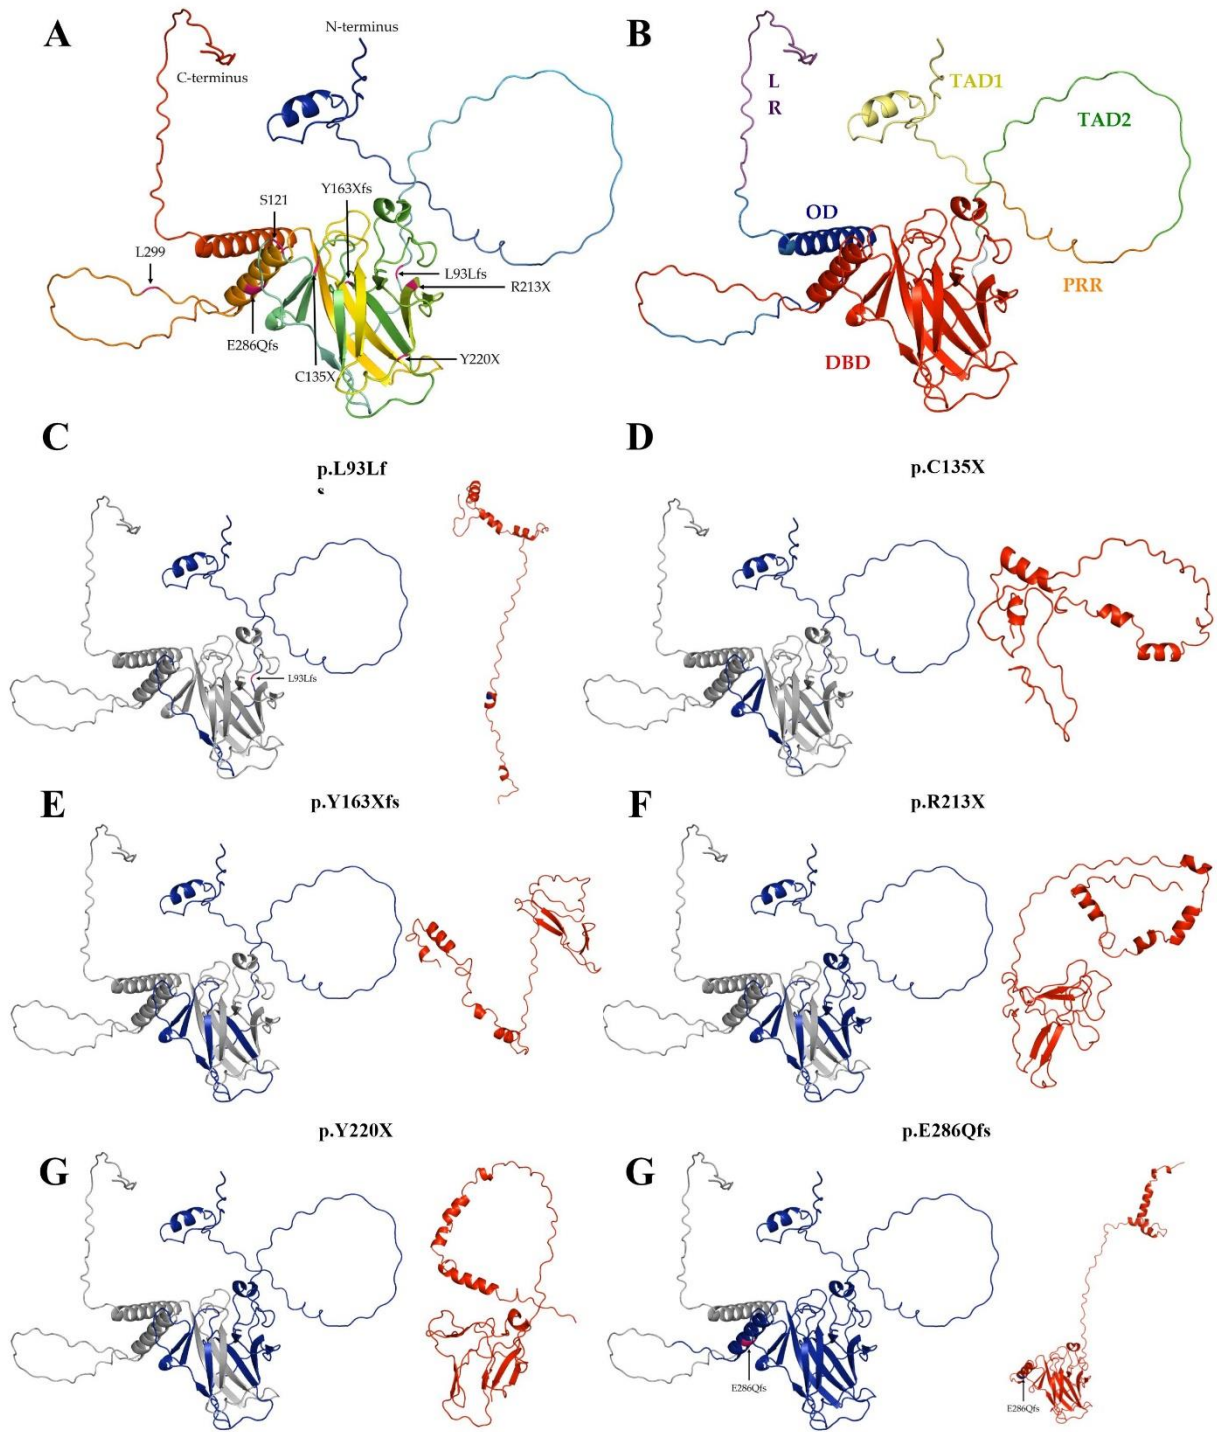 A
N-terminus
C-terminus
S121
Y163Xfs
L299
L93Lfs
R213X
E286Qfs
C135X
Y220X
B
L
R
TAD1
TAD2
OD
PRR
DBD
C
p.L93Lf
s
L93Lfs
D
p.C135X
E
p.Y163Xfs
F
p.R213X
G
p.Y220X
G
p.E286Qfs
E286Qfs
E286Qfs